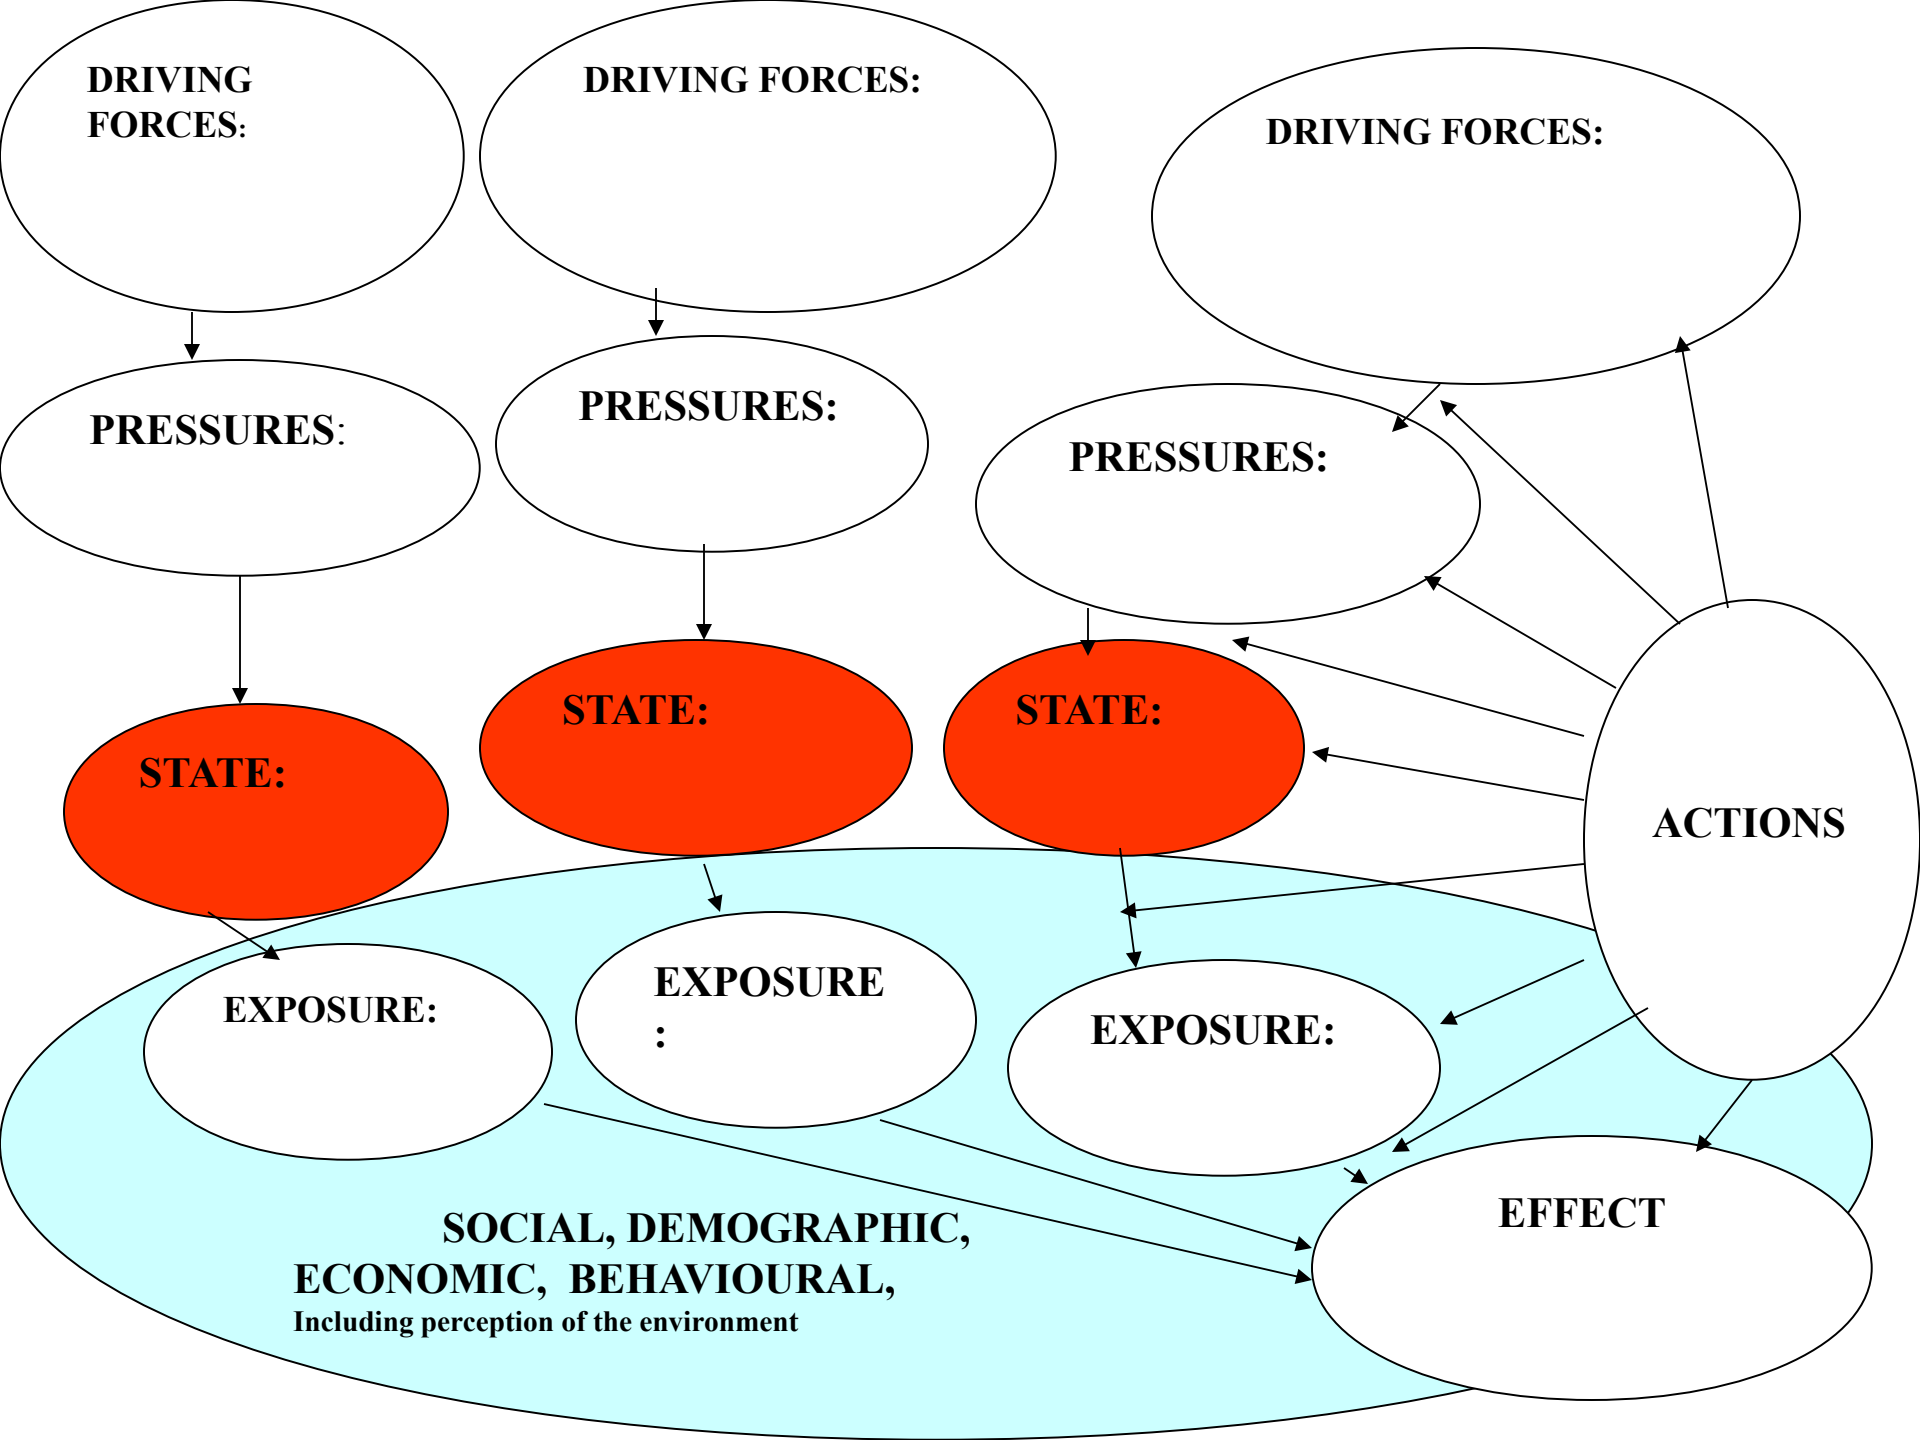 DRIVING
FORCES:
DRIVING FORCES:
DRIVING FORCES:
PRESSURES:
PRESSURES:
PRESSURES:
STATE:
STATE:
STATE:
ACTIONS
EXPOSURE:
EXPOSURE
:
EXPOSURE:
EFFECT
SOCIAL, DEMOGRAPHIC,
ECONOMIC, BEHAVIOURAL,
Including perception of the environment